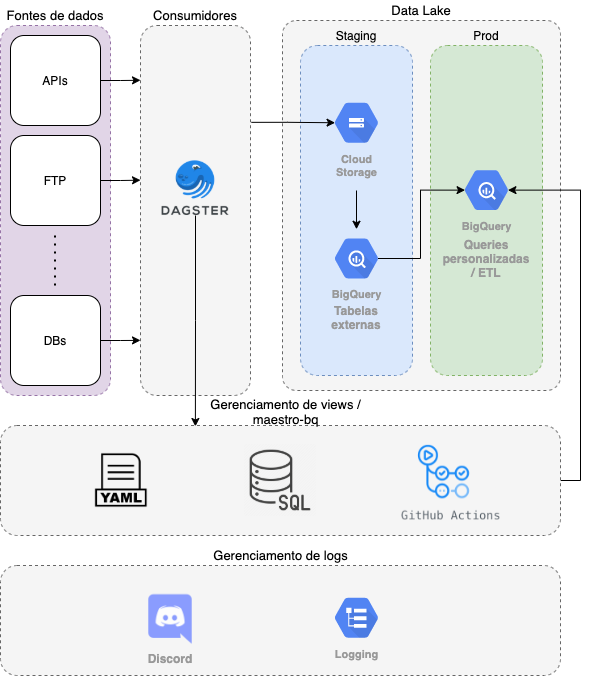 Fontes de dados
Consumidores
Data Lake
Staging
Prod
APIs
FTP
DBs
DAGSTER
Cloud
Storage
BigQuery
Tabelas
externas
BigQuery
Queries
personalizadas
/ ETL
Gerenciamento de views /
maestro-bq
YAML
SQL
GitHub Actions
Gerenciamento de logs
Discord
Logging